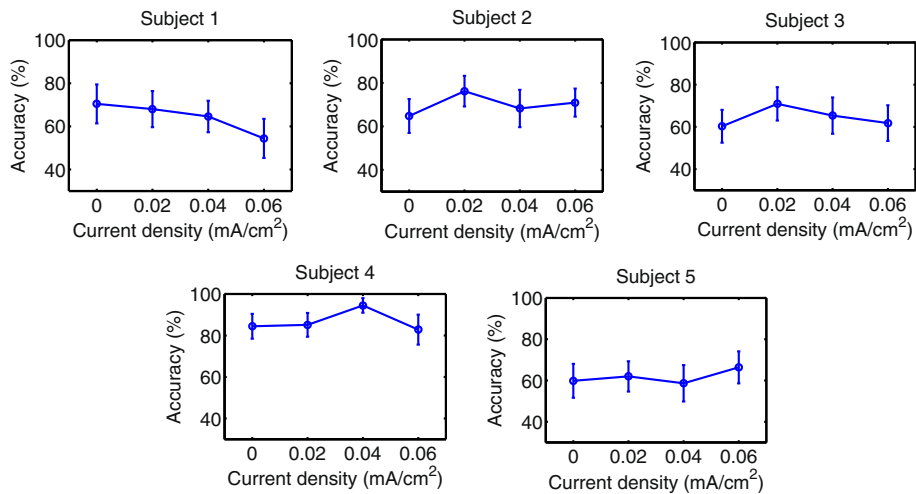 Subject 1
Accuracy (%)
100
80
60
40
0 0.02 0.04 0.06
Current density (mA/cm²)
Subject 2
Accuracy (%)
100
80
60
40
0 0.02 0.04 0.06
Current density (mA/cm²)
Subject 3
Accuracy (%)
100
80
60
40
0 0.02 0.04 0.06
Current density (mA/cm²)
Subject 4
Accuracy (%)
100
80
60
40
0 0.02 0.04 0.06
Current density (mA/cm²)
Subject 5
Accuracy (%)
100
80
60
40
0 0.02 0.04 0.06
Current density (mA/cm²)